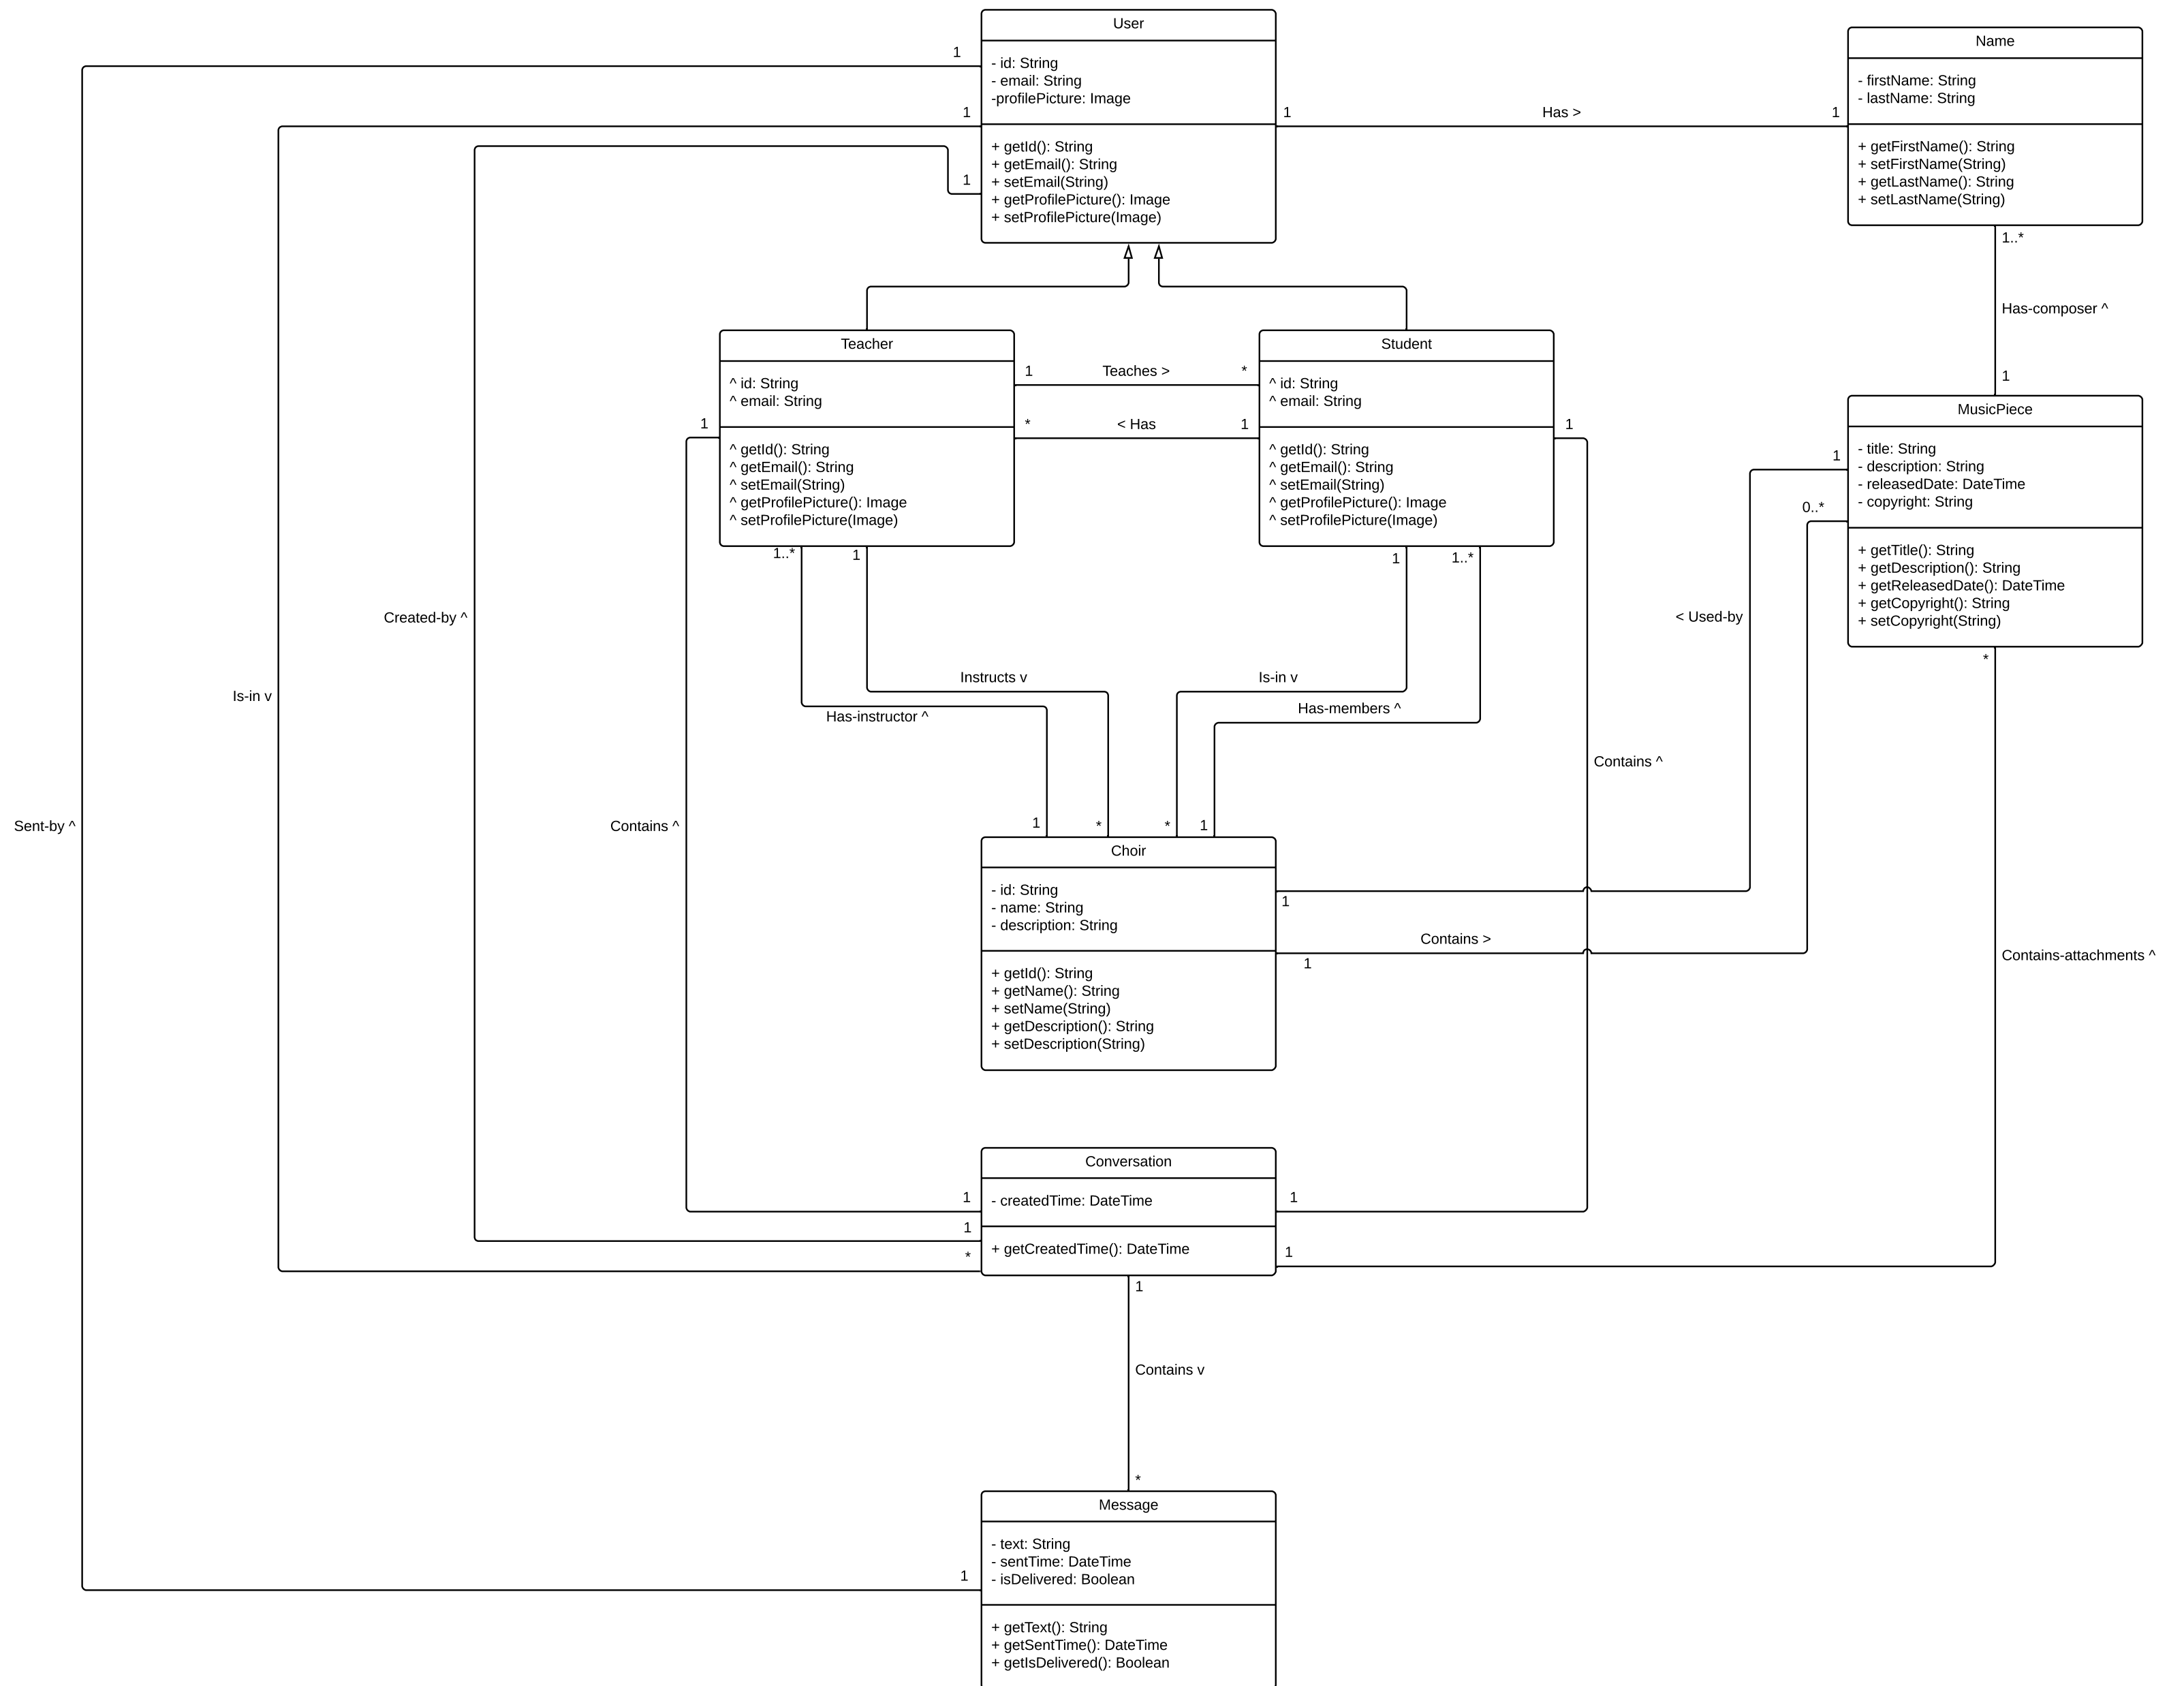 User
- id: String
- email: String
-profilePicture: Image
+ getId(): String
+ getEmail(): String
+ setEmail(String)
+ getProfilePicture(): Image
+ setProfilePicture(Image)
1
1
1
1
Has >
1
Name
- firstName: String
- lastName: String
+ getFirstName(): String
+ setFirstName(String)
+ getLastName(): String
+ setLastName(String)
1..*
Has-composer ^
1
Teacher
^ id: String
^ email: String
^ getId(): String
^ getEmail(): String
^ setEmail(String)
^ getProfilePicture(): Image
^ setProfilePicture(Image)
1
Teaches >
*
*
< Has
1
1
Student
^ id: String
^ email: String
^ getId(): String
^ getEmail(): String
^ setEmail(String)
^ getProfilePicture(): Image
^ setProfilePicture(Image)
1
MusicPiece
- title: String
- description: String
- releasedDate: DateTime
- copyright: String
+ getTitle(): String
+ getDescription(): String
+ getReleasedDate(): DateTime
+ getCopyright(): String
+ setCopyright(String)
1
0..*
*
1..*
1
1
1..*
Created-by ^
< Used-by
Is-in v
Instructs v
Is-in v
Has-instructor ^
Has-members ^
Contains ^
Sent-by ^
Contains ^
1
*
*
1
Choir
- id: String
- name: String
- description: String
+ getId(): String
+ getName(): String
+ setName(String)
+ getDescription(): String
+ setDescription(String)
1
Contains >
1
Contains-attachments ^
Conversation
- createdTime: DateTime
+ getCreatedTime(): DateTime
1
1
*
1
1
1
Contains v
*
Message
- text: String
- sentTime: DateTime
- isDelivered: Boolean
+ getText(): String
+ getSentTime(): DateTime
+ getIsDelivered(): Boolean
1